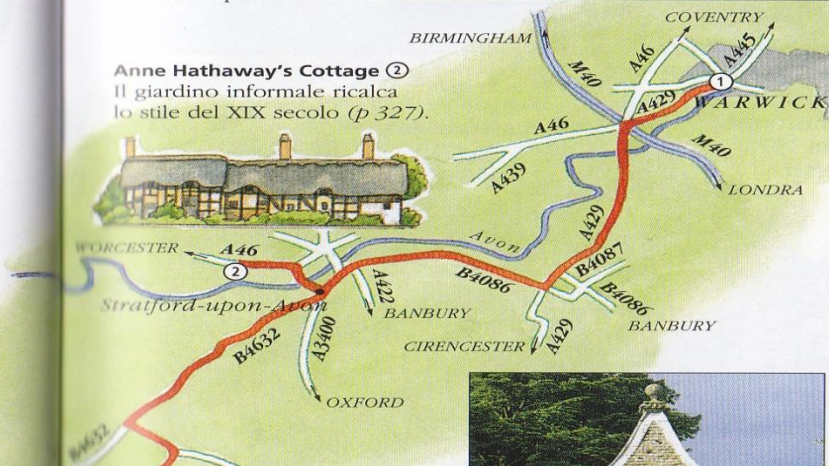 COVENTRY
BIRMINGHAM
A46
A445
M40
Anne Hathaway's Cottage ②
Il giardino informale ricalca
lo stile del XIX secolo (p 327).
1
A429
WARWICK
A46
M40
A439
LONDRA
A429
Avon
WORCESTER
A46
2
B4087
B4086
A422
B4086
Stratford-upon-Avon
BANBURY
BANBURY
A429
CIRENCESTER
A3400
B4632
OXFORD
B4632